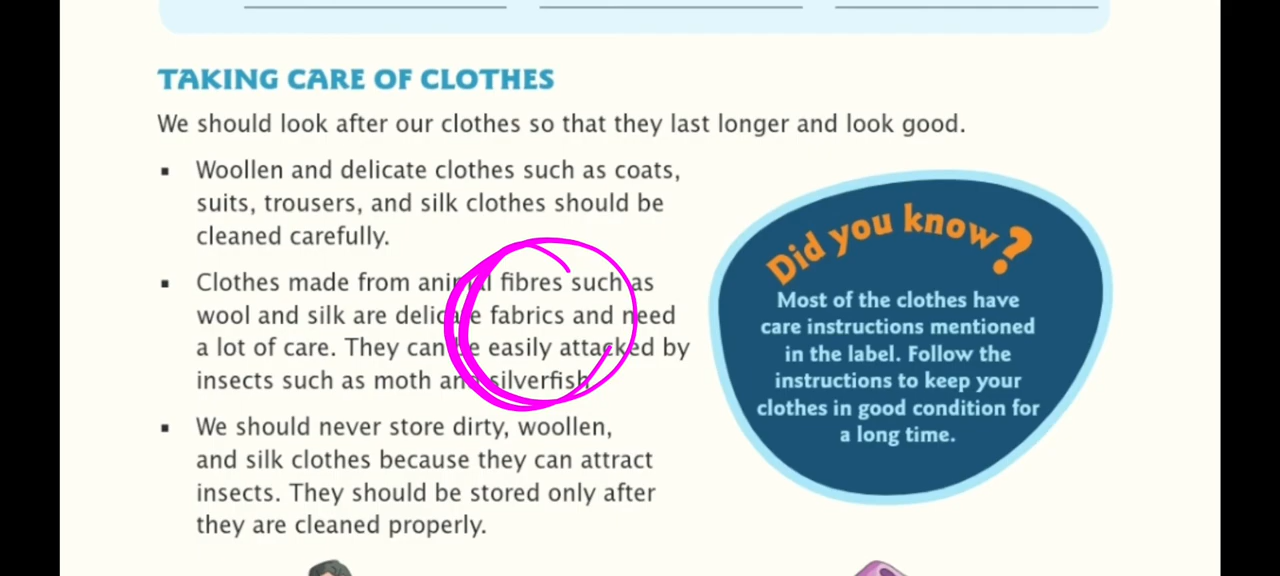 TAKING CARE OF CLOTHES
We should look after our clothes so that they last longer and look good.
▪ Woollen and delicate clothes such as coats,
suits, trousers, and silk clothes should be
cleaned carefully.
▪ Clothes made from animal fibres such as
wool and silk are delicate fabrics and need
a lot of care. They can be easily attacked by
insects such as moth and silverfish.
▪ We should never store dirty, woollen,
and silk clothes because they can attract
insects. They should be stored only after
they are cleaned properly.
Did you know?
Most of the clothes have
care instructions mentioned
in the label. Follow the
instructions to keep your
clothes in good condition for
a long time.